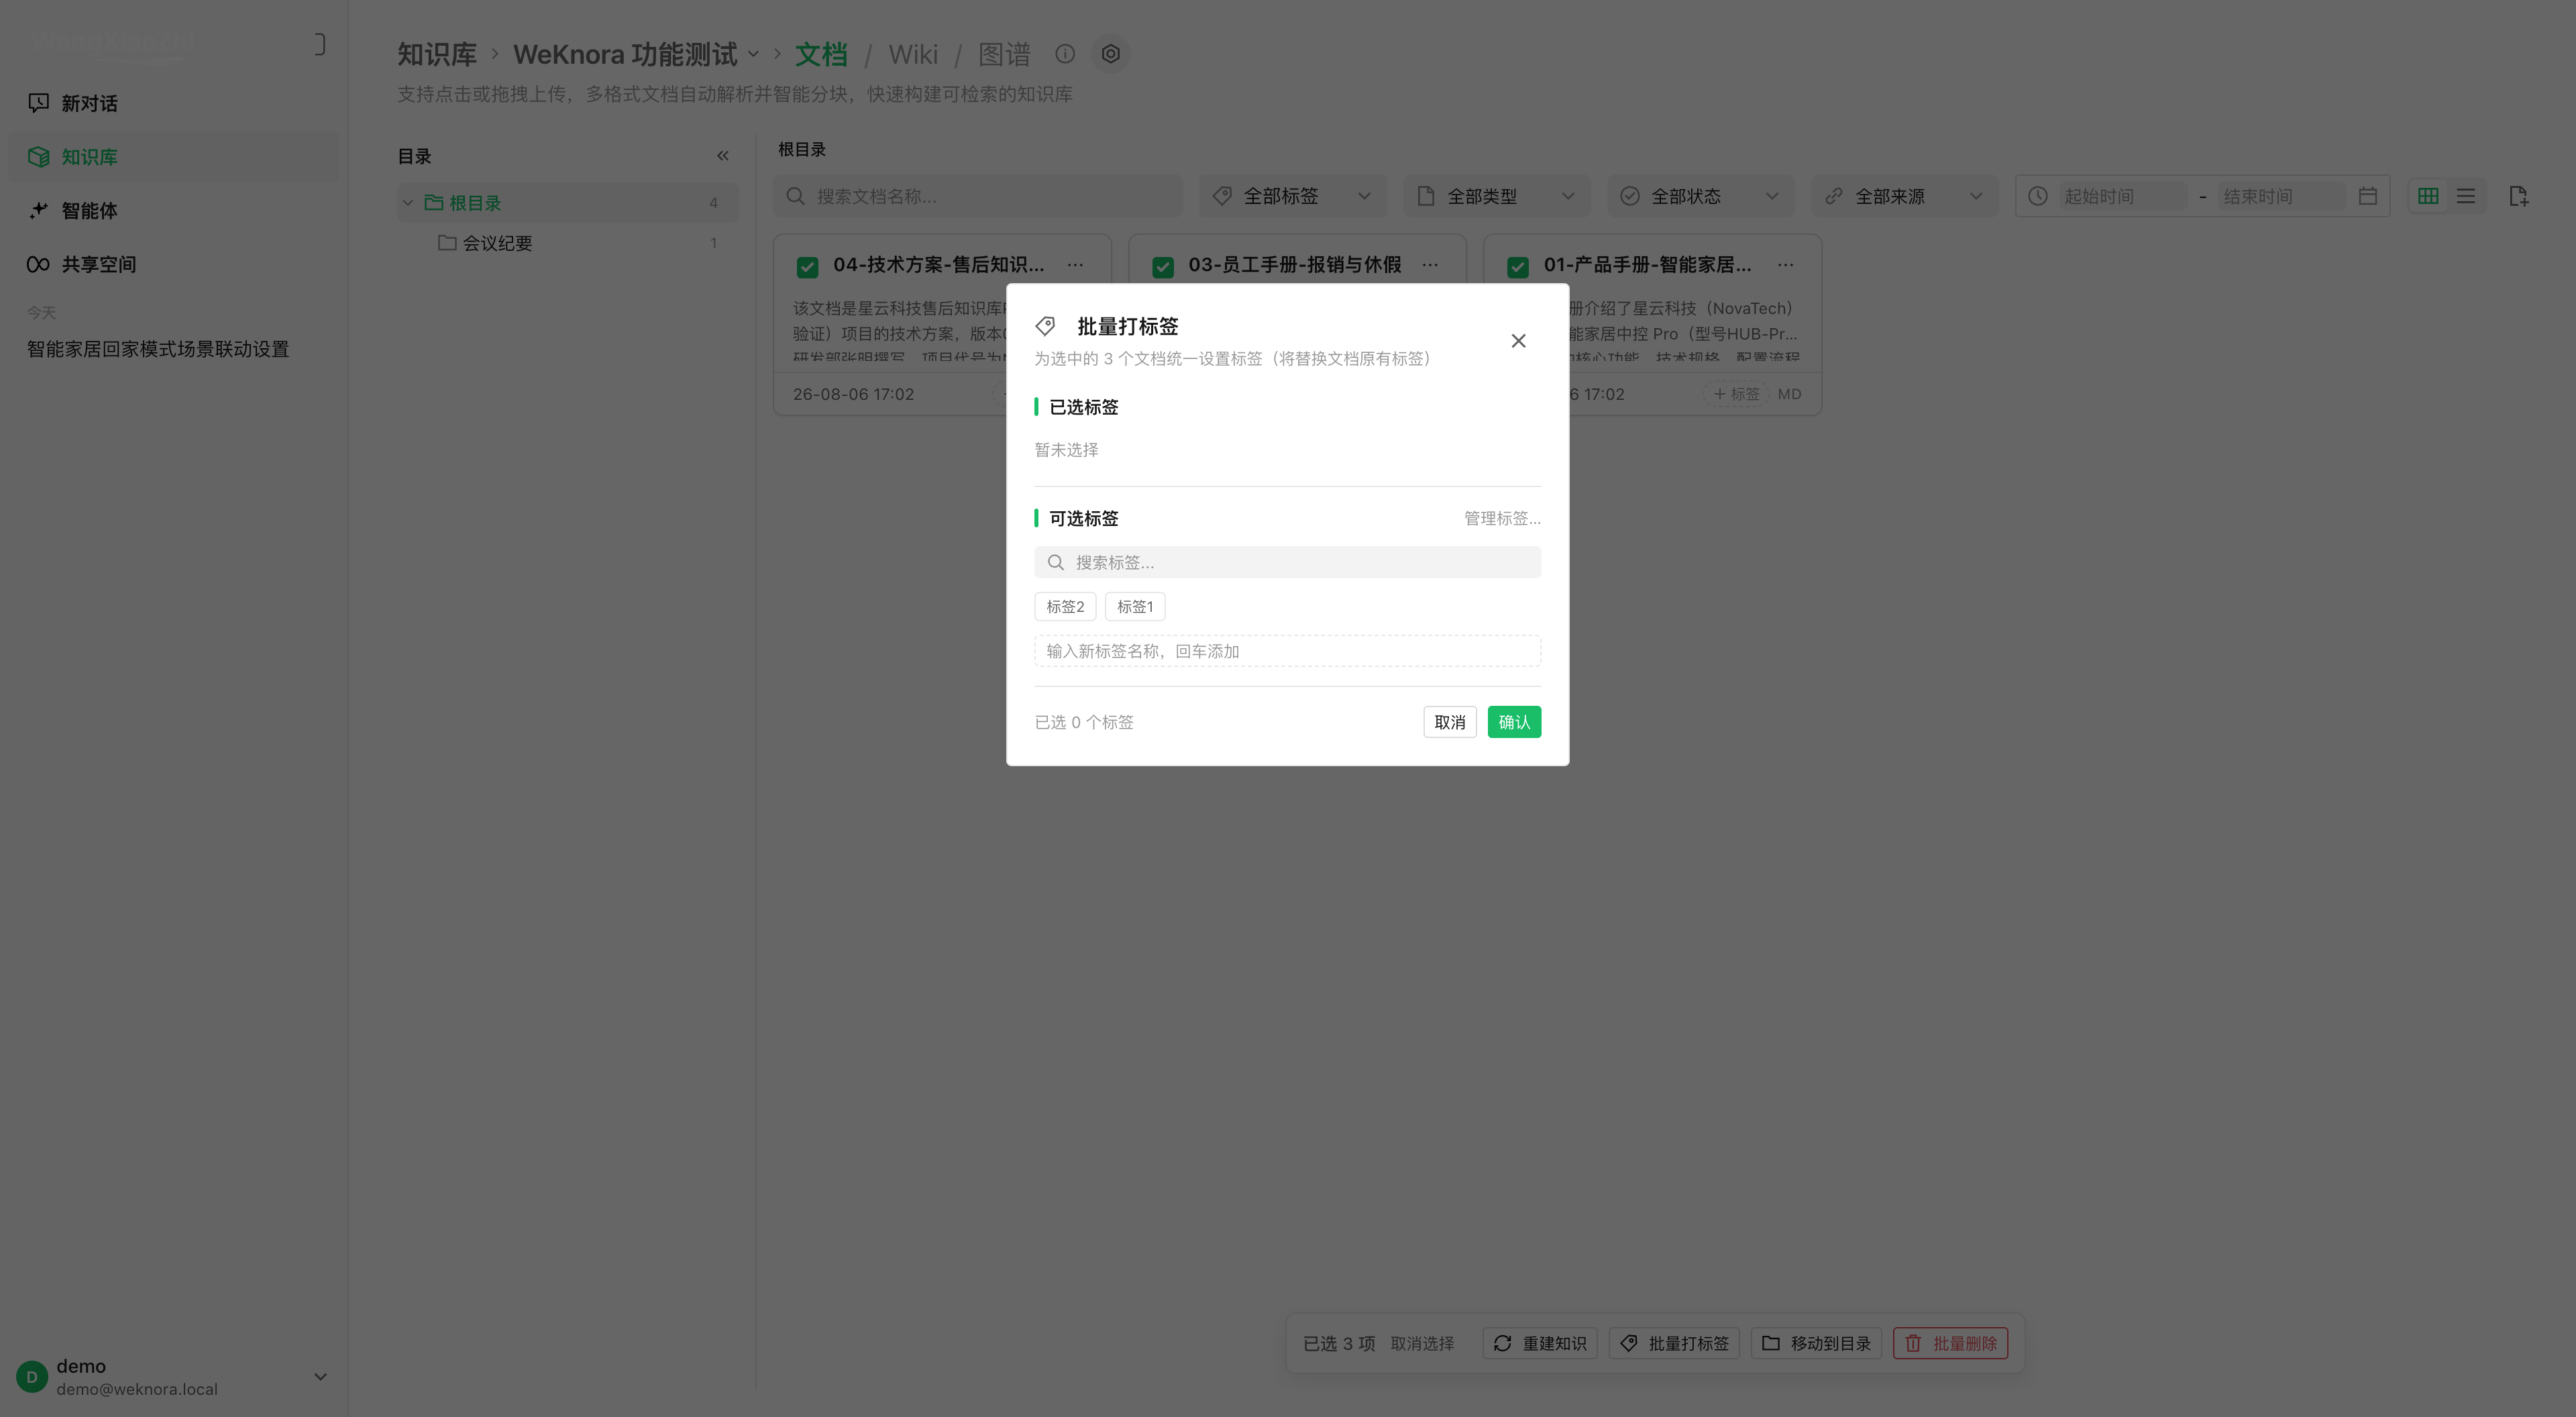 知识库 > WeKnora 功能测试 > 文档 / Wiki / 图谱
支持点击或拖拽上传，多格式文档自动解析并智能分块，快速构建可检索的知识库
新对话
知识库
智能体
共享空间
今天
智能家居回家模式场景联动设置
demo
demo@weknora.local
D
目录
根目录 4
会议纪要 1
根目录
搜索文档名称...
全部标签
全部类型
全部状态
全部来源
起始时间 - 结束时间
04-技术方案-售后知识... ...
该文档是星云科技售后知识库
验证）项目的技术方案，版本
26-08-06 17:02
03-员工手册-报销与休假 ...
01-产品手册-智能家居... ...
册介绍了星云科技（NovaTech）
能家居中控 Pro（型号HUB-Pr...
核心功能、技术规格、配置流程
6 17:02 + 标签 MD
批量打标签
为选中的 3 个文档统一设置标签（将替换文档原有标签）
已选标签
暂未选择
可选标签 管理标签...
搜索标签...
标签2 标签1
输入新标签名称，回车添加
已选 0 个标签 取消 确认
已选 3 项 取消选择 重建知识 批量打标签 移动到目录 批量删除